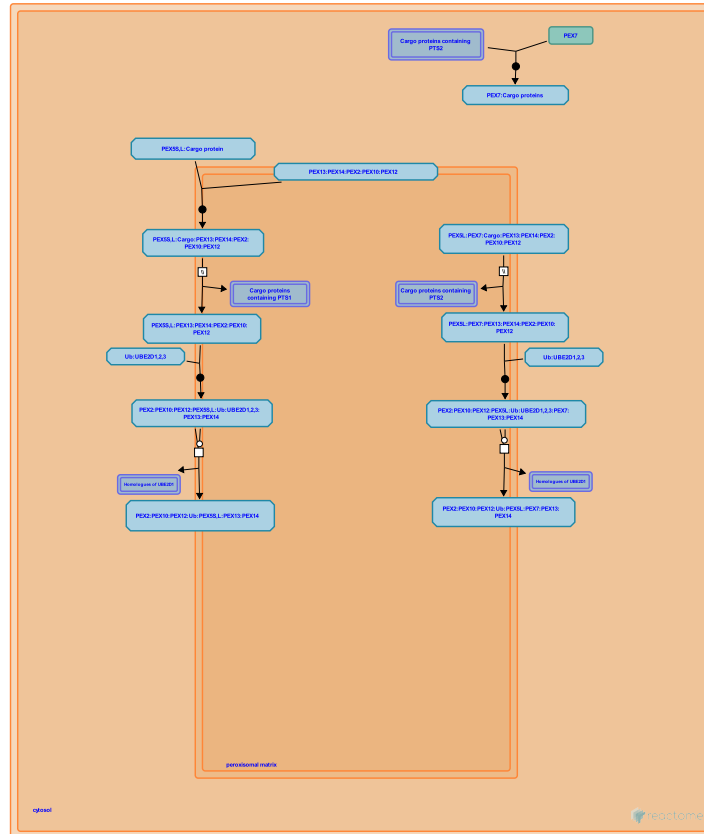 Cargo proteins containing
PTS2
PEX7
PEX7:Cargo proteins
PEX5S,L:Cargo protein
PEX13:PEX14:PEX2:PEX10:PEX12
PEX5S,L:Cargo:PEX13:PEX14:PEX2:
PEX10:PEX12
PEX5L:PEX7:Cargo:PEX13:PEX14:PEX2:
PEX10:PEX12
Cargo proteins
containing PTS1
Cargo proteins containing
PTS2
PEX5S,L:PEX13:PEX14:PEX2:PEX10:
PEX12
PEX5L:PEX7:PEX13:PEX14:PEX2:PEX10:
PEX12
Ub:UBE2D1,2,3
Ub:UBE2D1,2,3
PEX2:PEX10:PEX12:PEX5S,L:Ub:UBE2D1,2,3:
PEX13:PEX14
PEX2:PEX10:PEX12:PEX5L:Ub:UBE2D1,2,3:PEX7:
PEX13:PEX14
Homologues of UBE2D1
Homologues of UBE2D1
PEX2:PEX10:PEX12:Ub:PEX5S,L:PEX13:PEX14
PEX2:PEX10:PEX12:Ub:PEX5L:PEX7:PEX13:
PEX14
peroxisomal matrix
cytosol
reactome